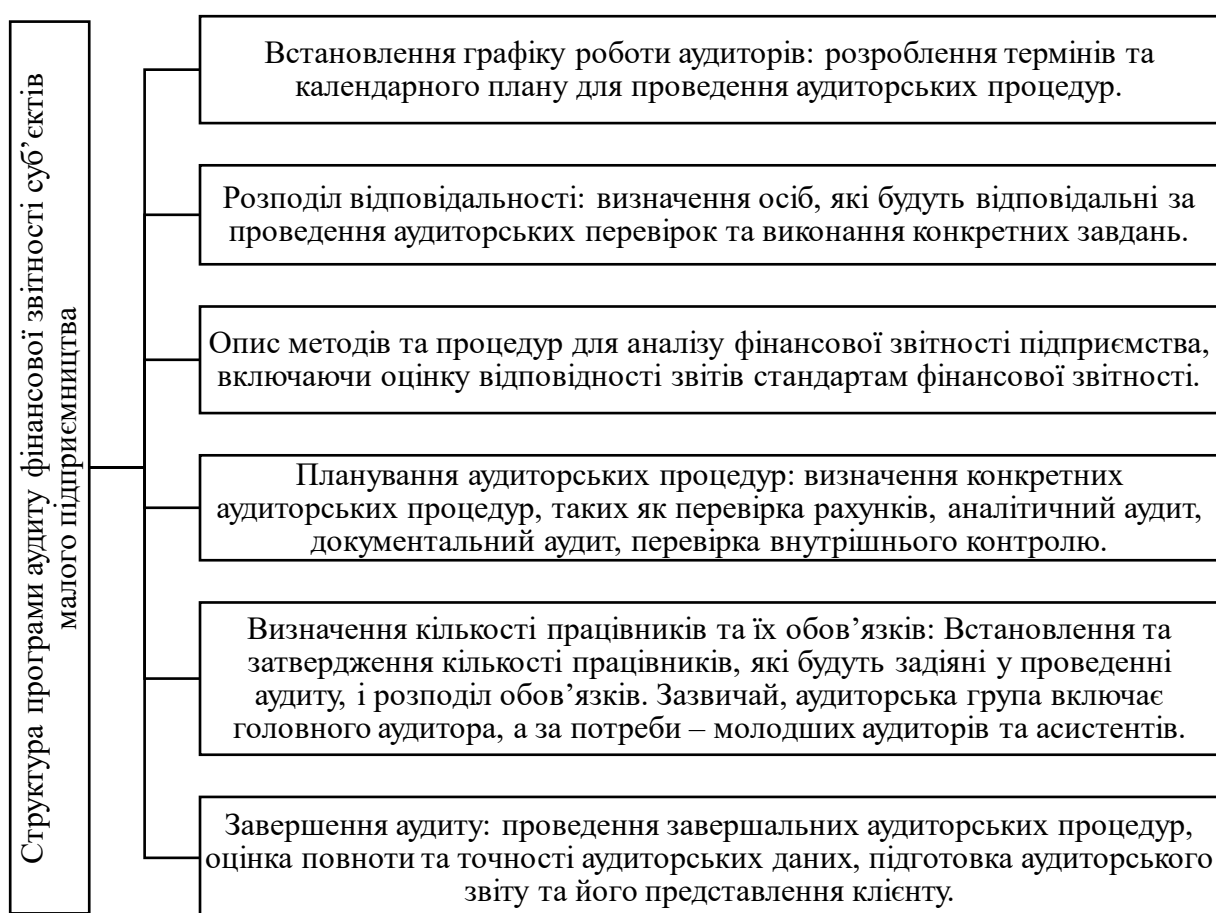 Структура програми аудиту фінансової звітності суб’єктів
малого підприємництва
Встановлення графіку роботи аудиторів: розроблення термінів та
календарного плану для проведення аудиторських процедур.
Розподіл відповідальності: визначення осіб, які будуть відповідальні за
проведення аудиторських перевірок та виконання конкретних завдань.
Опис методів та процедур для аналізу фінансової звітності підприємства,
включаючи оцінку відповідності звітів стандартам фінансової звітності.
Планування аудиторських процедур: визначення конкретних
аудиторських процедур, таких як перевірка рахунків, аналітичний аудит,
документальний аудит, перевірка внутрішнього контролю.
Визначення кількості працівників та їх обов’язків: Встановлення та
затвердження кількості працівників, які будуть задіяні у проведенні
аудиту, і розподіл обов’язків. Зазвичай, аудиторська група включає
головного аудитора, а за потреби – молодших аудиторів та асистентів.
Завершення аудиту: проведення завершальних аудиторських процедур,
оцінка повноти та точності аудиторських даних, підготовка аудиторського
звіту та його представлення клієнту.